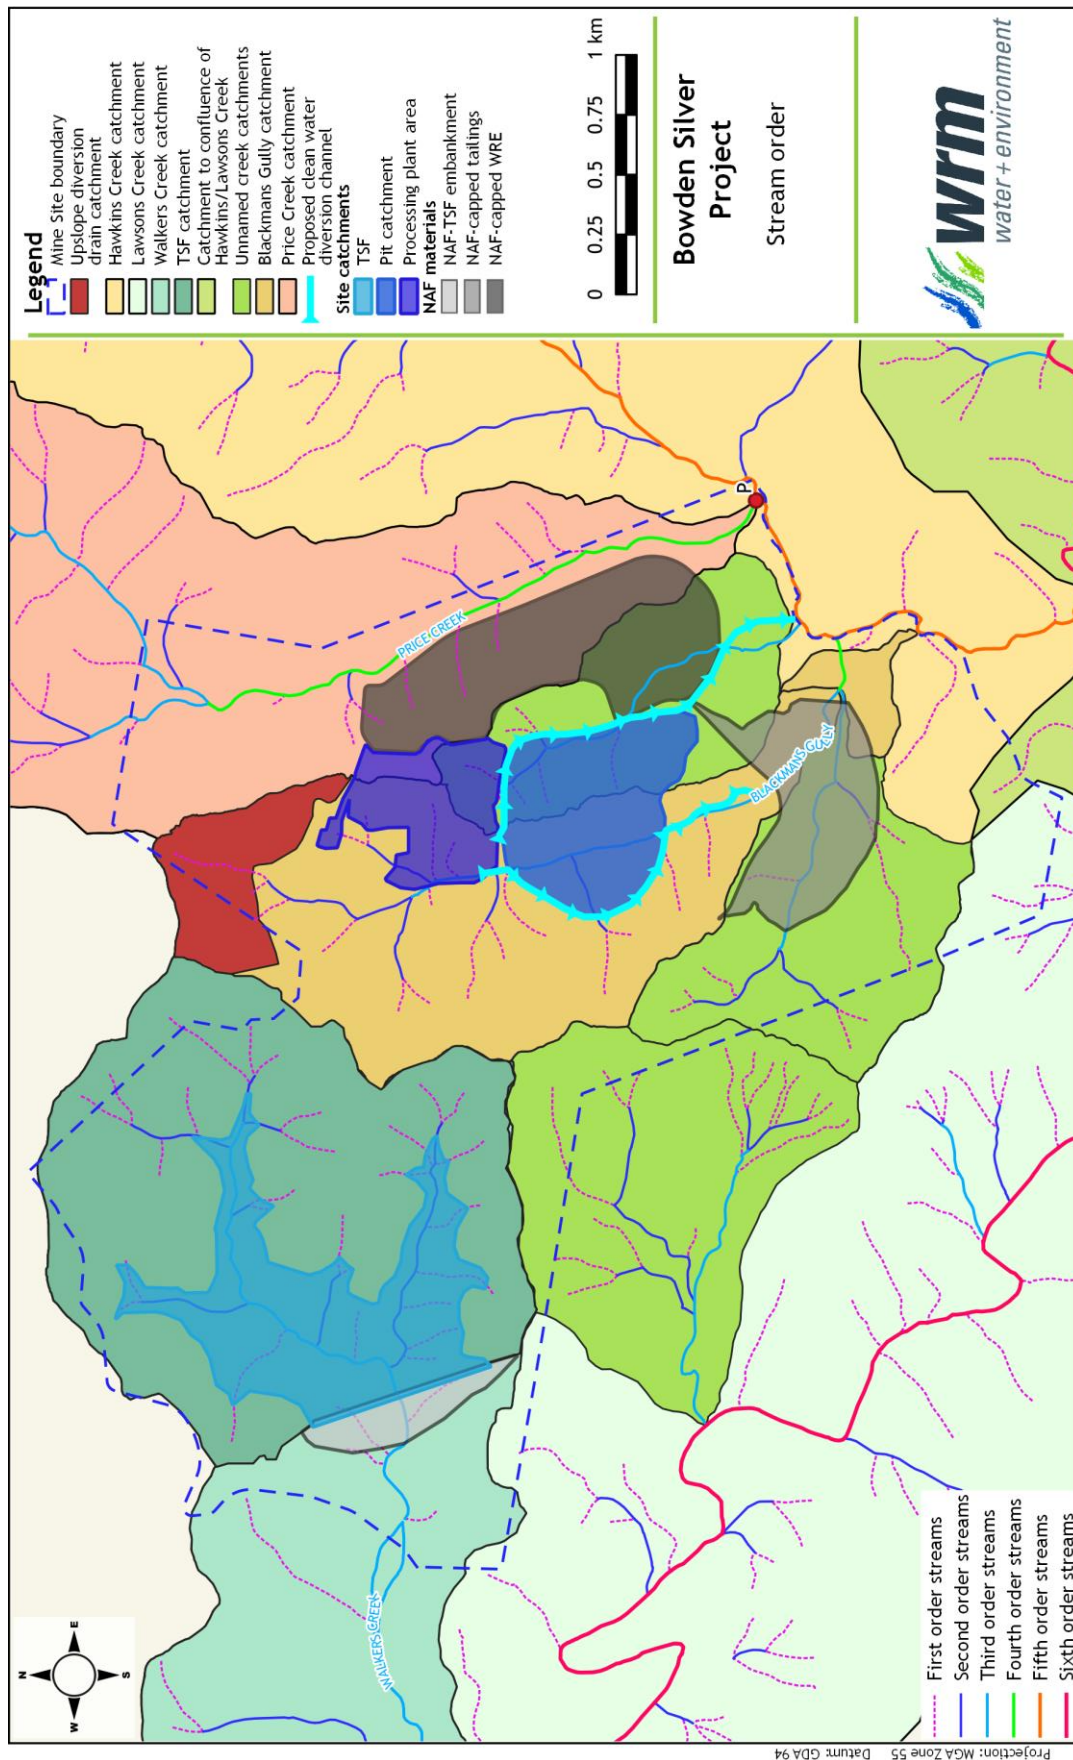 Legend
Mine Site boundary
Upslope diversion
drain catchment
Hawkins Creek catchment
Lawsons Creek catchment
Walkers Creek catchment
TSF catchment
Catchment to confluence of
Hawkins/Lawsons Creek
Unnamed creek catchments
Blackmans Gully catchment
Price Creek catchment
Proposed clean water
diversion channel
Site catchments
TSF
Pit catchment
Processing plant area
NAF materials
NAF-TSF embankment
NAF-capped tailings
NAF-capped WRE
0 0.25 0.5 0.75 1 km
Bowden Silver
Project
Stream order
wrm
water + environment
N
W
E
S
PRICE CREEK
P
BLACKMANS GULLY
WALKERS CREEK
First order streams
Second order streams
Third order streams
Fourth order streams
Fifth order streams
Sixth order streams
Projection: MGA Zone 55 Datum: GDA 94